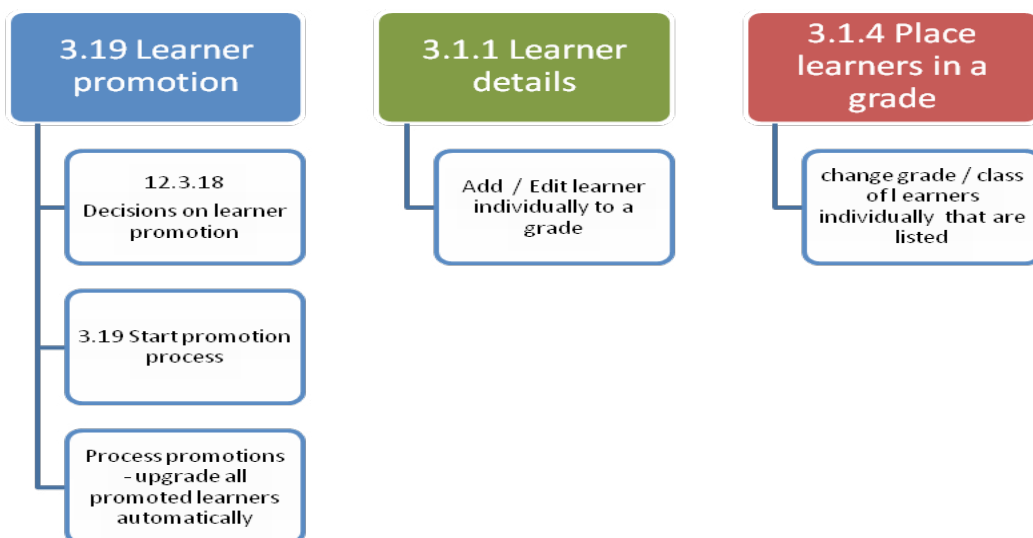 3.19 Learner
promotion
12.3.18
Decisions on learner
promotion
3.19 Start promotion
process
Process promotions
- upgrade all
promoted learners
automatically
3.1.1 Learner
details
Add / Edit learner
individually to a
grade
3.1.4 Place
learners in a
grade
change grade / class
of l earners
individually that are
listed